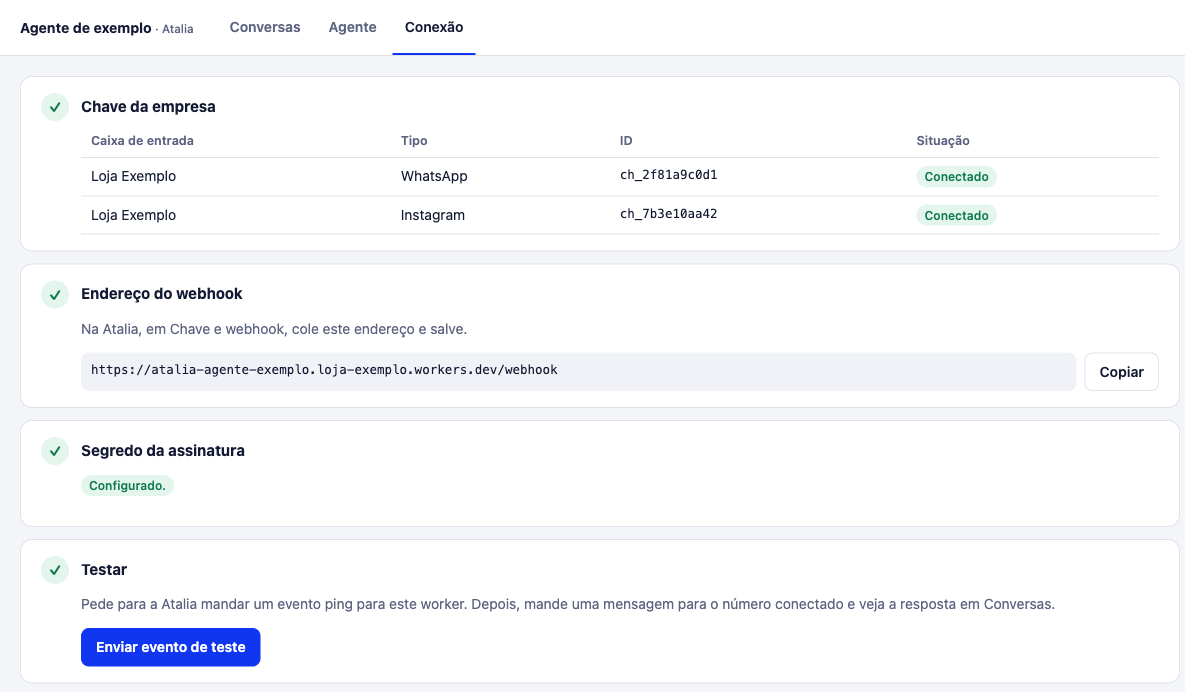 Agente de exemplo · Atalia
Conversas
Agente
Conexão
Chave da empresa
Caixa de entrada Tipo ID Situação
Loja Exemplo WhatsApp ch_2f81a9c0d1 Conectado
Loja Exemplo Instagram ch_7b3e10aa42 Conectado
Endereço do webhook
Na Atalia, em Chave e webhook, cole este endereço e salve.
https://atalia-agente-exemplo.loja-exemplo.workers.dev/webhook
Copiar
Segredo da assinatura
Configurado.
Testar
Pede para a Atalia mandar um evento ping para este worker. Depois, mande uma mensagem para o número conectado e veja a resposta em Conversas.
Enviar evento de teste